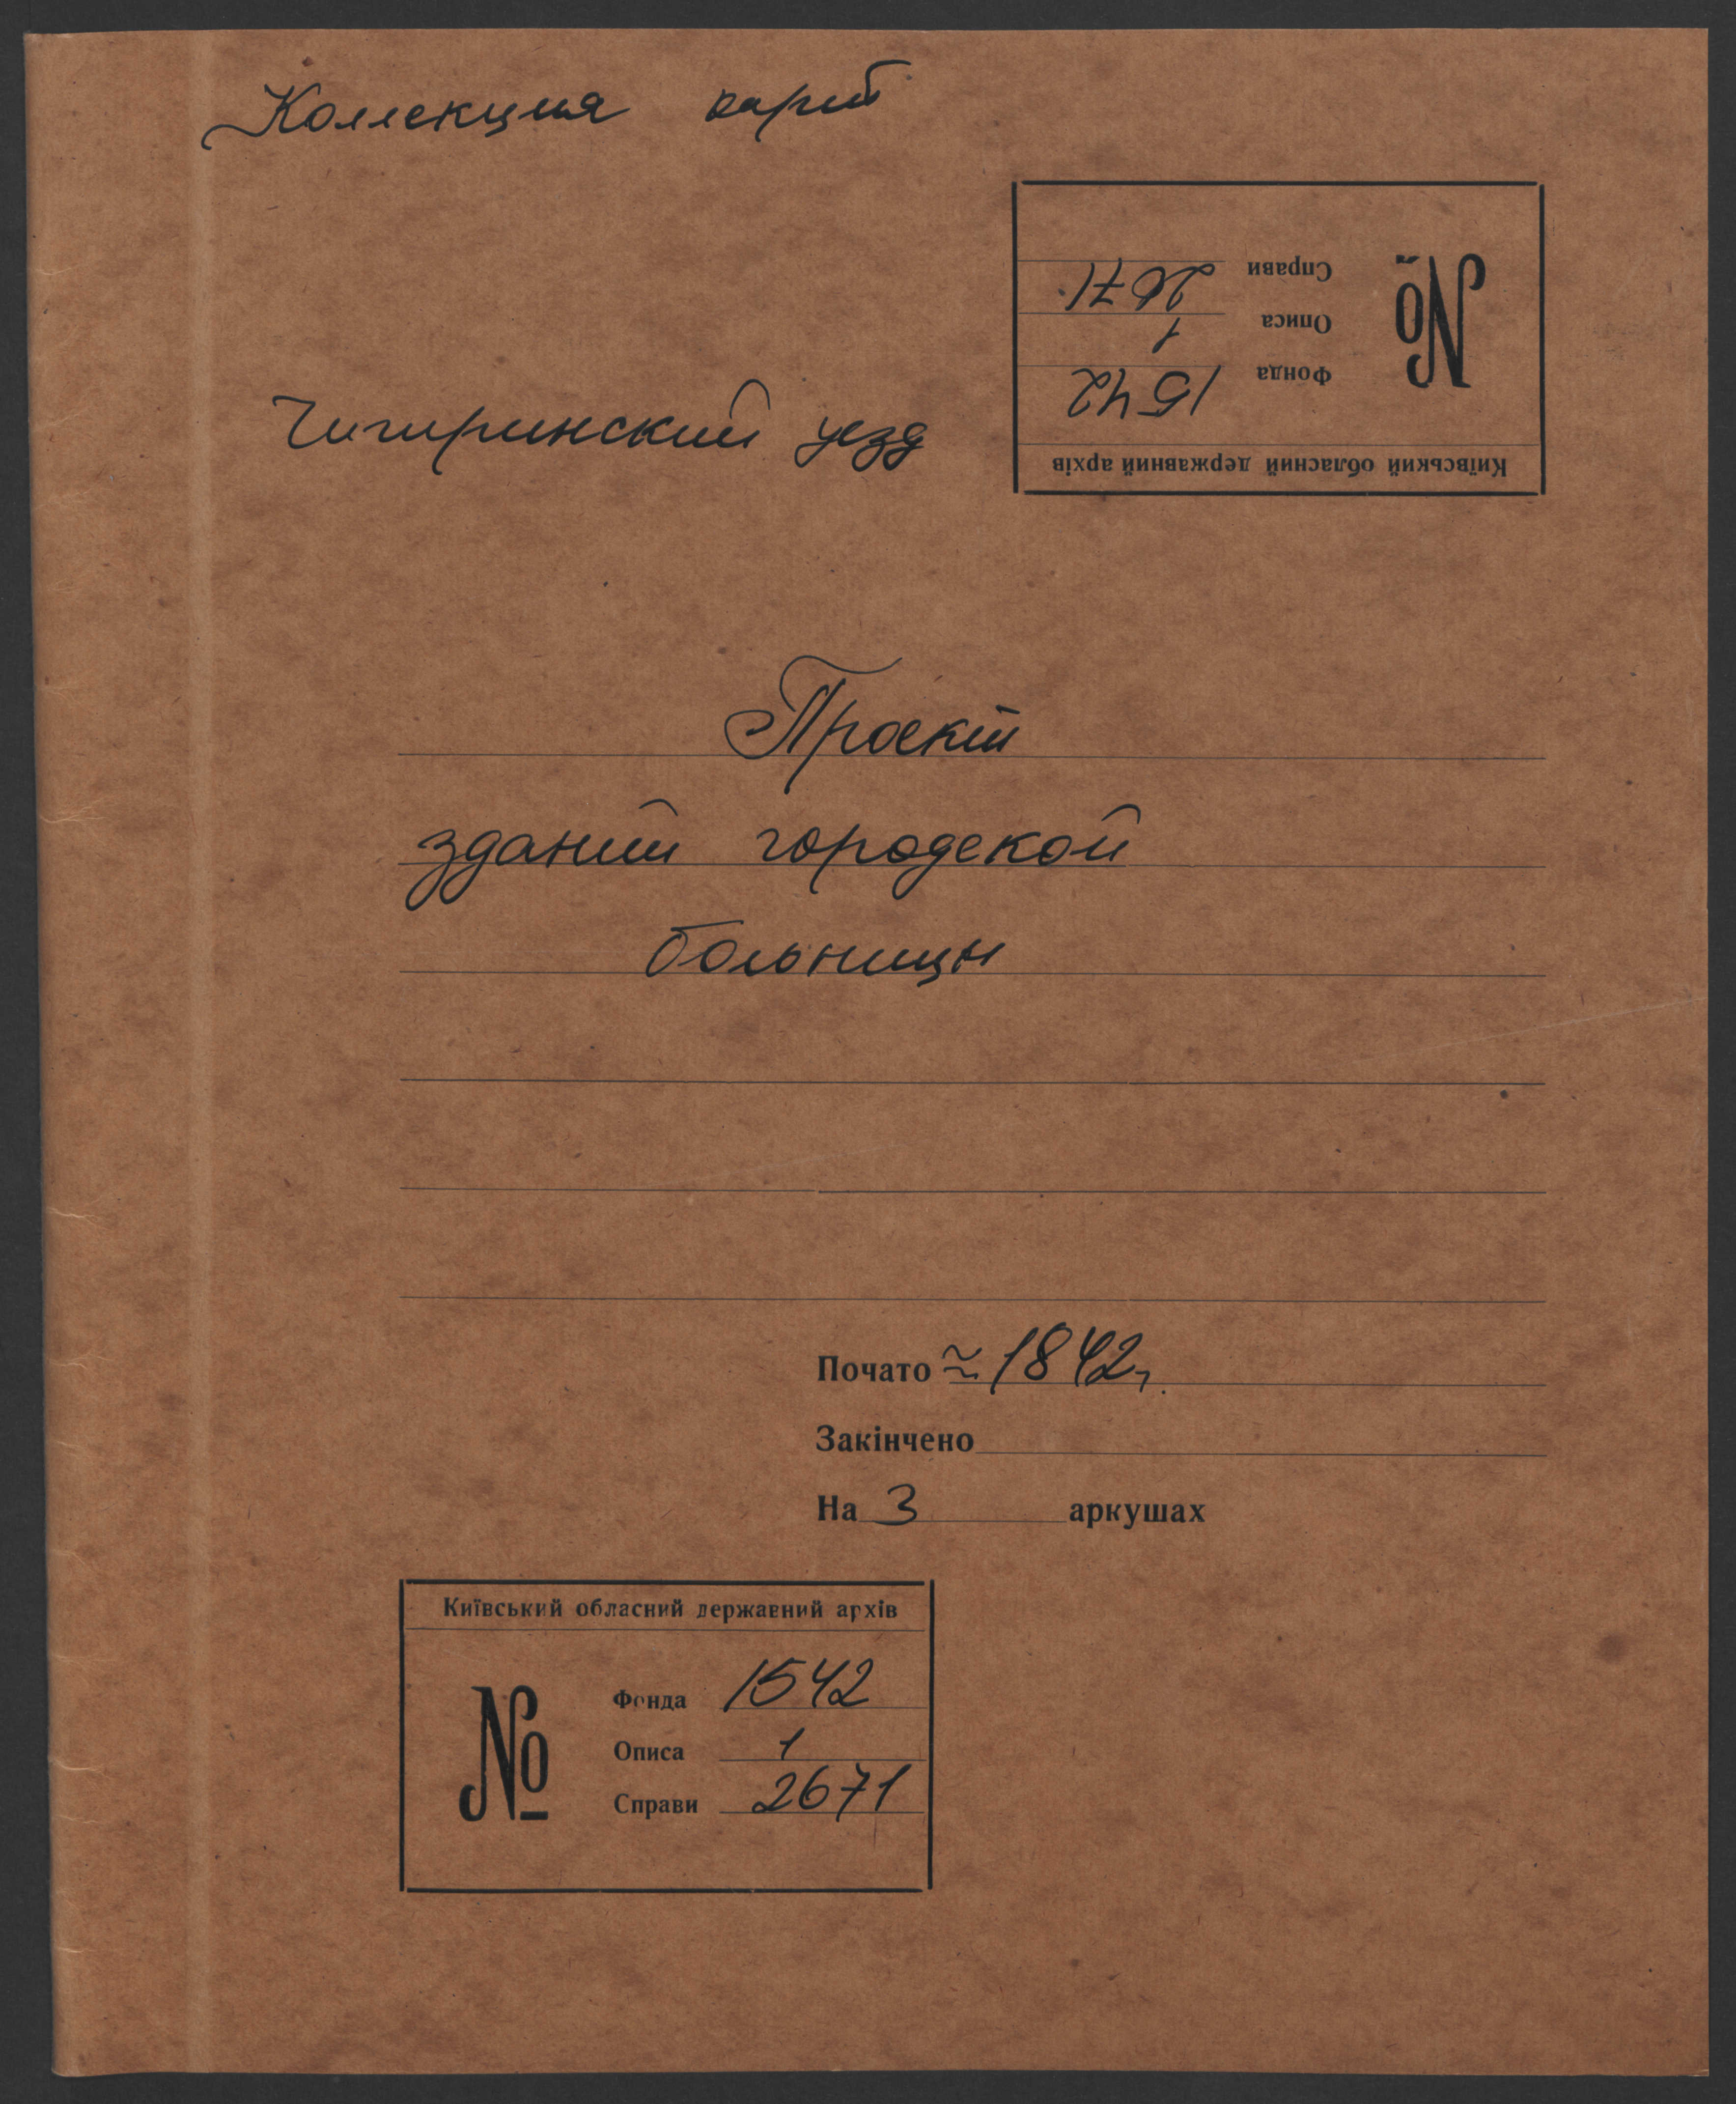 Коллекция карт
Справи 2671.
Описа 1
Фонда 1542
№
Київський обласний державний архів
Чигиринский уезд
Проект
зданий городской
больницы
Почато ≈ 1842 г.
Закінчено
На 3 аркушах
Київський обласний державний архів
№
Фонда 1542
Описа 1
Справи 2671